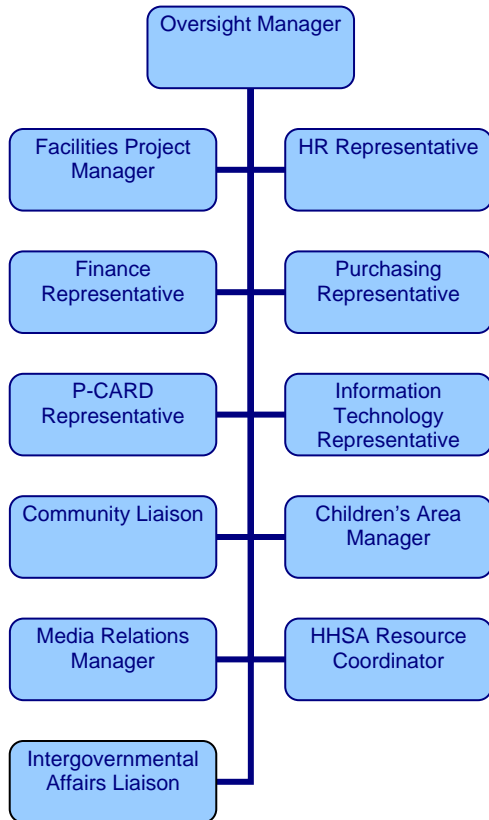 Oversight Manager
Facilities Project
Manager
HR Representative
Finance
Representative
Purchasing
Representative
P-CARD
Representative
Information
Technology
Representative
Community Liaison
Children’s Area
Manager
Media Relations
Manager
HHSA Resource
Coordinator
Intergovernmental
Affairs Liaison